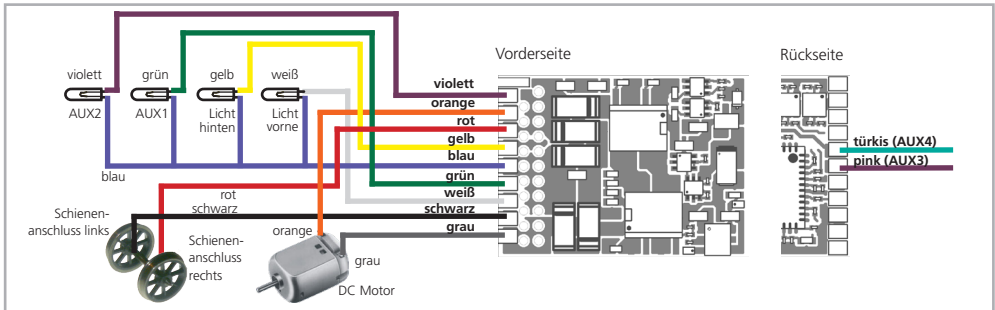 Vorderseite
Rückseite
violett
grün
gelb
weiß
AUX2
AUX1
Licht
hinten
Licht
vorne
blau
violett
orange
rot
gelb
blau
grün
weiß
schwarz
grau
türkis (AUX4)
pink (AUX3)
rot
schwarz
Schienen-
anschluss links
Schienen-
anschluss
rechts
orange
grau
DC Motor